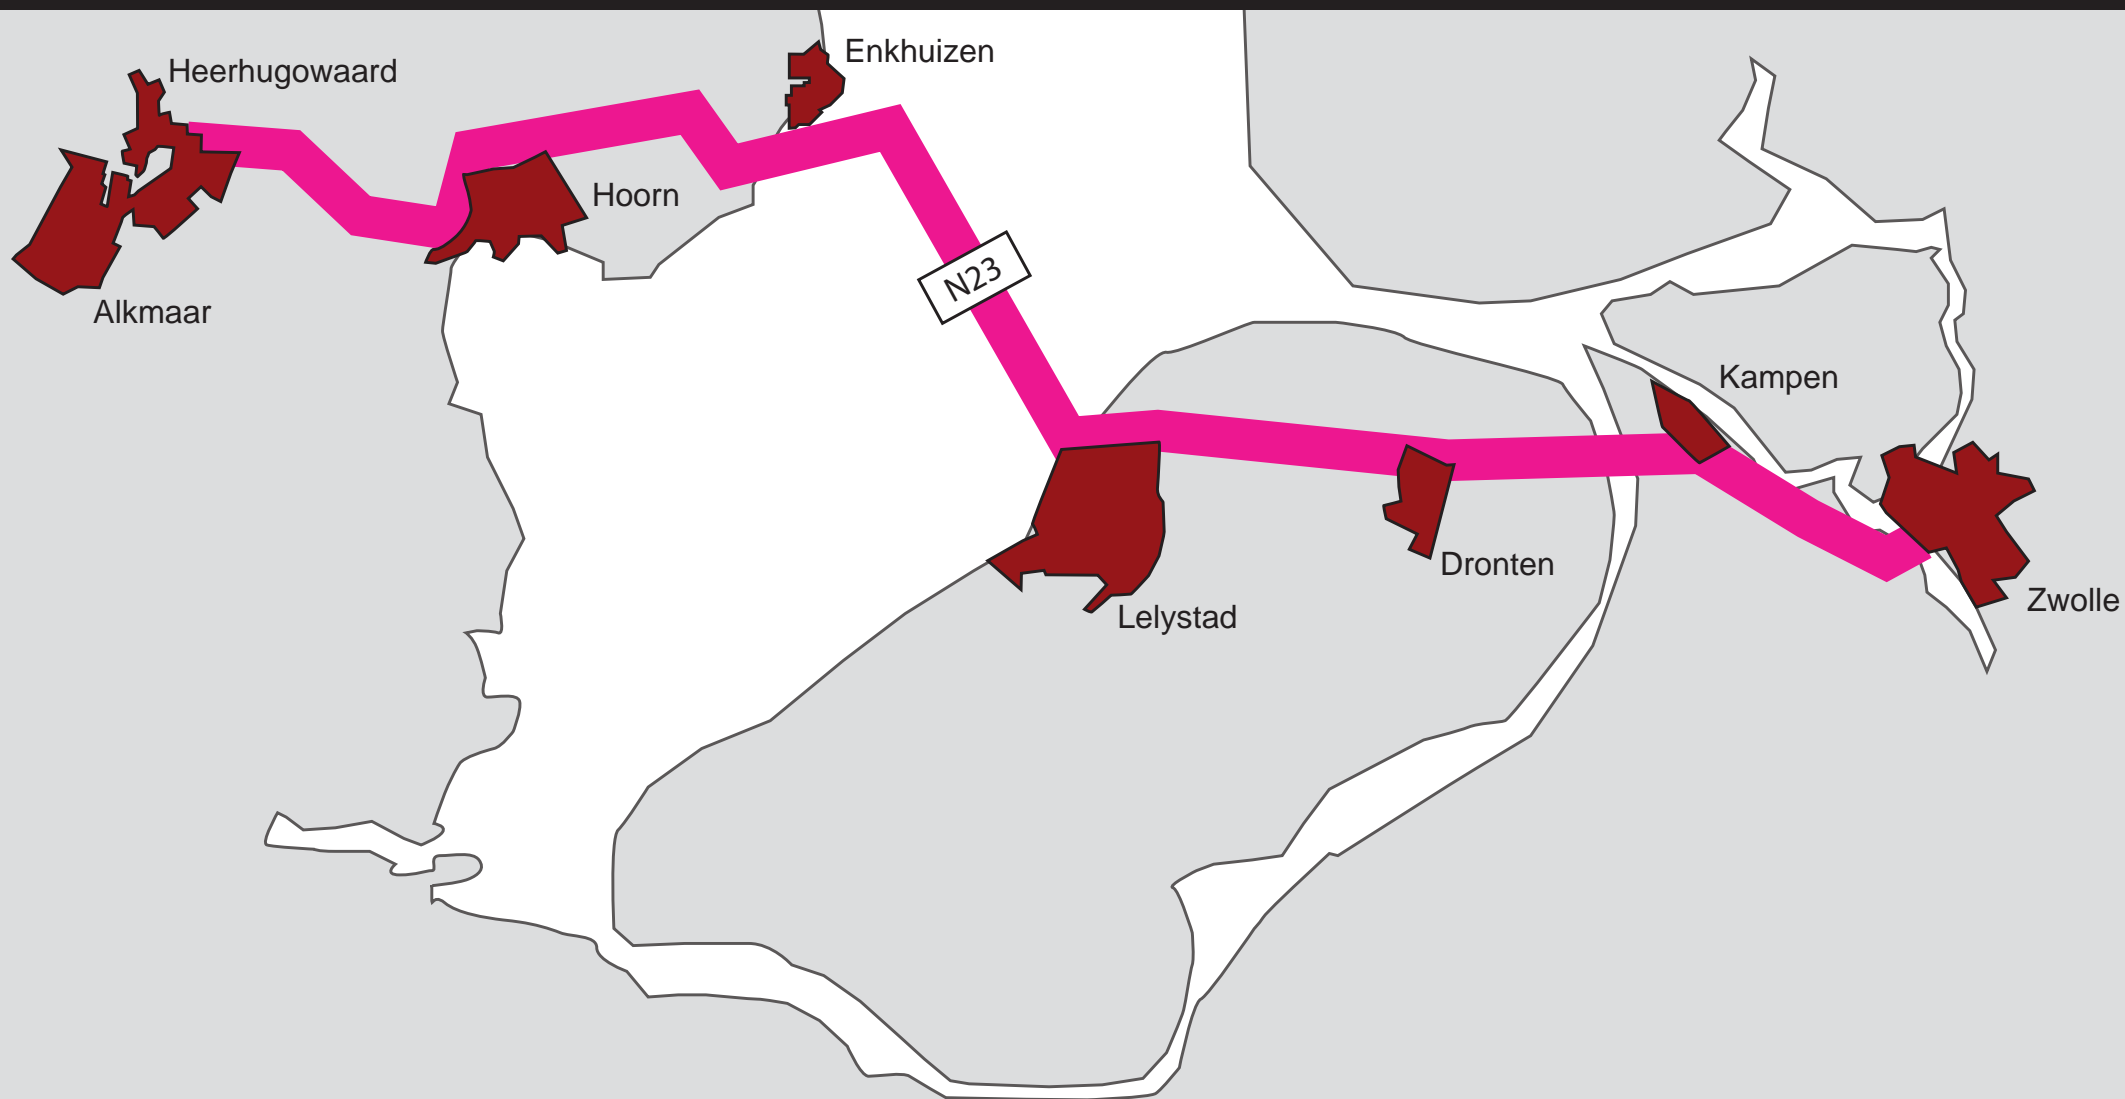 Enkhuizen
Heerhugowaard
Hoorn
Alkmaar
N23
Kampen
Dronten
Zwolle
Lelystad